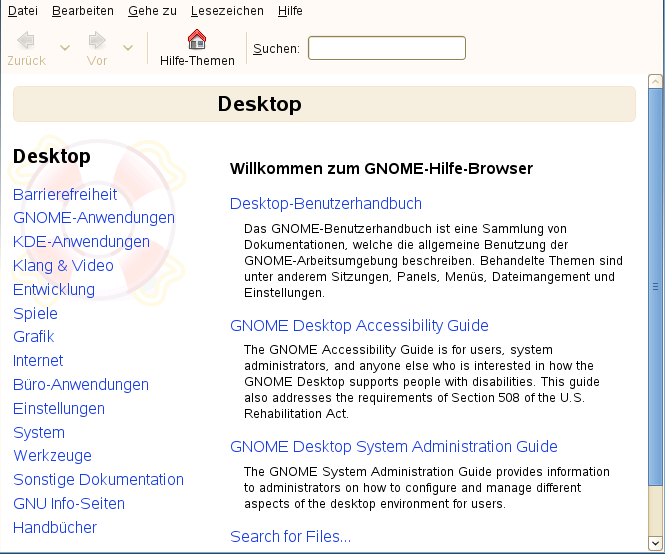 Datei Bearbeiten Gehe zu Lesezeichen Hilfe
Zurück Vor Hilfe-Themen Suchen:
Desktop
Desktop
Barrierefreiheit
GNOME-Anwendungen
KDE-Anwendungen
Klang & Video
Entwicklung
Spiele
Grafik
Internet
Büro-Anwendungen
Einstellungen
System
Werkzeuge
Sonstige Dokumentation
GNU Info-Seiten
Handbücher
Willkommen zum GNOME-Hilfe-Browser
Desktop-Benutzerhandbuch
Das GNOME-Benutzerhandbuch ist eine Sammlung von
Dokumentationen, welche die allgemeine Benutzung der
GNOME-Arbeitsumgebung beschreiben. Behandelte Themen sind
unter anderem Sitzungen, Panels, Menüs, Dateimangement und
Einstellungen.
GNOME Desktop Accessibility Guide
The GNOME Accessibility Guide is for users, system
administrators, and anyone else who is interested in how the
GNOME Desktop supports people with disabilities. This guide
also addresses the requirements of Section 508 of the U.S.
Rehabilitation Act.
GNOME Desktop System Administration Guide
The GNOME System Administration Guide provides information
to administrators on how to configure and manage different
aspects of the desktop environment for users.
Search for Files...